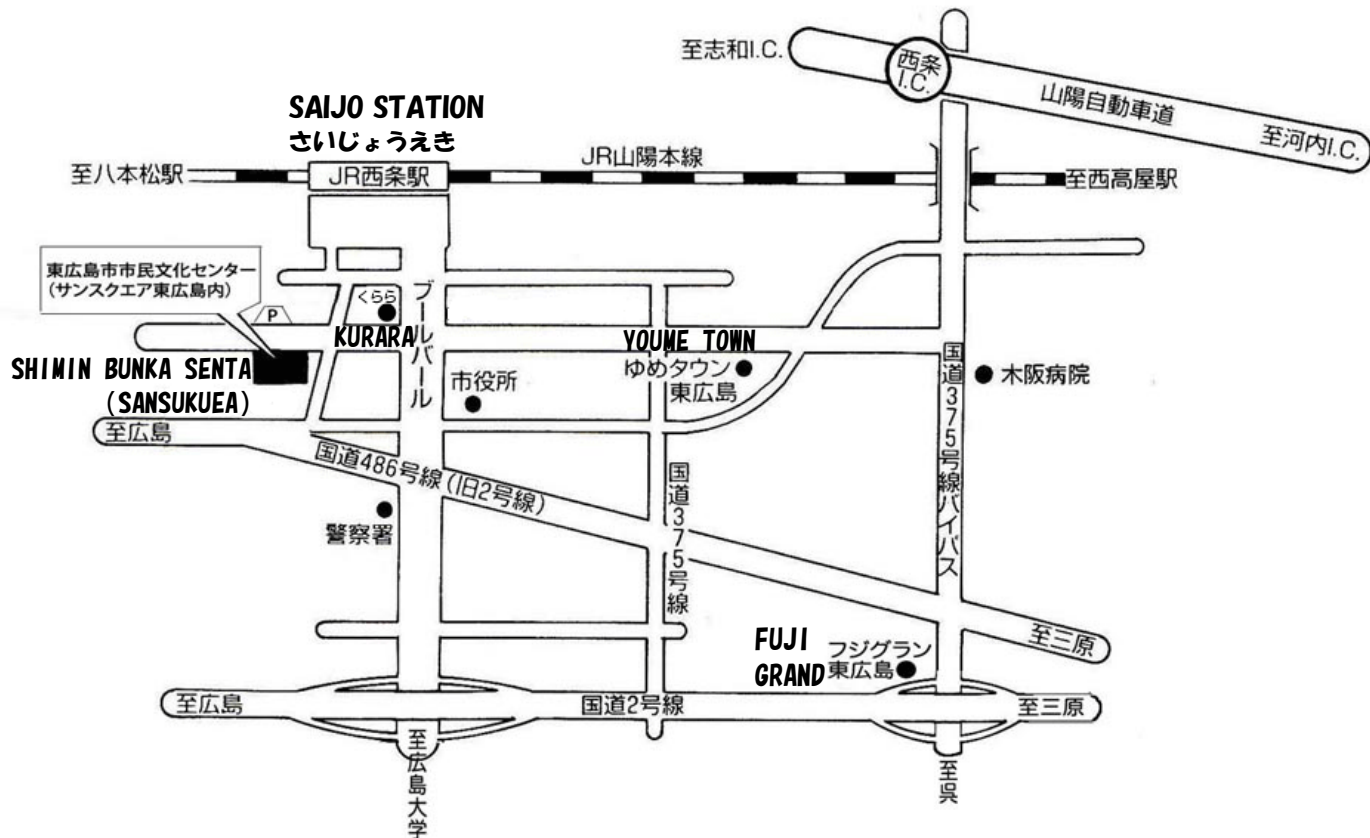 至志和I.C.
西条
I.C.
山陽自動車道
至河内I.C.
SAIJO STATION
さいじょうえき
至八本松駅
JR西条駅
JR山陽本線
至西高屋駅
東広島市市民文化センター
(サンスクエア東広島内)
P
くらら
KURARA
ブールバール
YOUME TOWN
ゆめタウン
東広島
SHIMIN BUNKA SENTA
(SANSUKUEA)
市役所
国道375号線バイパス
木阪病院
至広島
国道486号線(旧2号線)
国道375号線
警察署
至三原
FUJI
GRAND
フジグラン
東広島
至広島
国道2号線
至三原
至広島大学
至呉